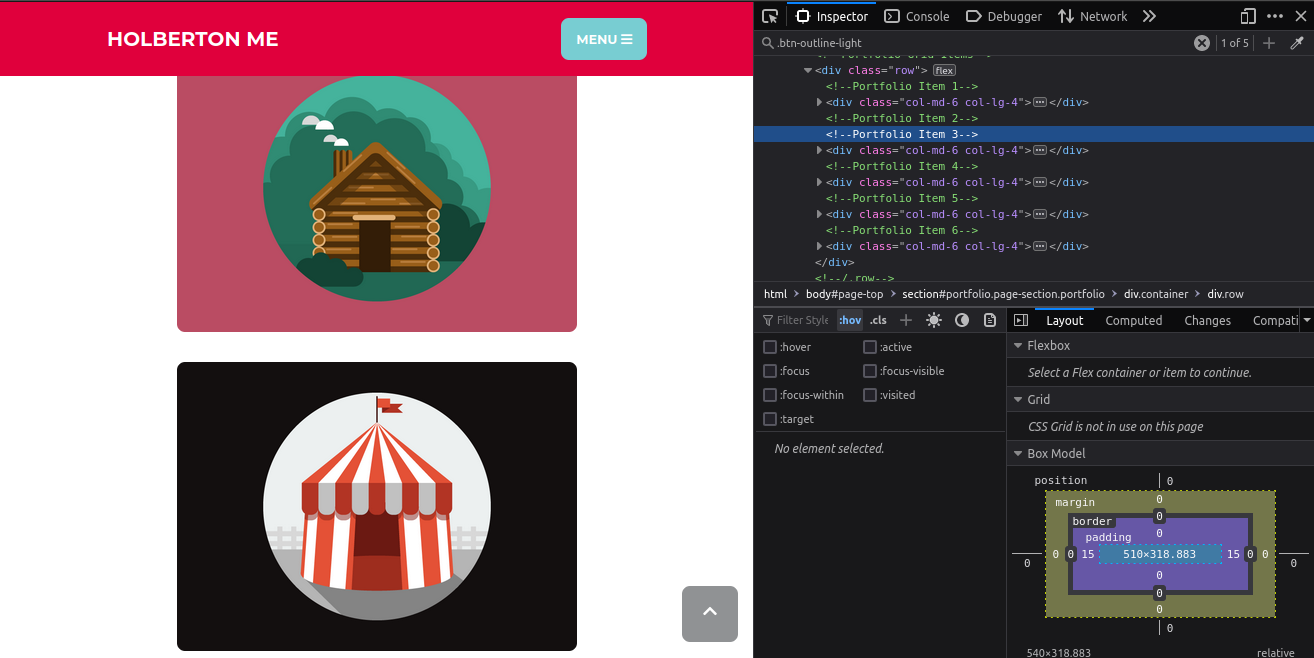 HOLBERTON ME
MENU
Inspector
Console
Debugger
Network
.btn-outline-light
1 of 5
<!--Portfolio Grid Items-->
<div class="row"> flex
<!--Portfolio Item 1-->
<div class="col-md-6 col-lg-4"></div>
<!--Portfolio Item 2-->
<!--Portfolio Item 3-->
<div class="col-md-6 col-lg-4"></div>
<!--Portfolio Item 4-->
<div class="col-md-6 col-lg-4"></div>
<!--Portfolio Item 5-->
<div class="col-md-6 col-lg-4"></div>
<!--Portfolio Item 6-->
<div class="col-md-6 col-lg-4"></div>
</div>
<!--/.row-->
html
body#page-top
section#portfolio.page-section.portfolio
div.container
div.row
Filter Style
:hov
.cls
Layout
Computed
Changes
Compati
:hover
:active
:focus
:focus-visible
:focus-within
:visited
:target
No element selected.
Flexbox
Select a Flex container or item to continue.
Grid
CSS Grid is not in use on this page
Box Model
position
0
margin
0
border
0
padding
0
0 0 0 15 510×318.883 15 0 0 0
0
0
0
0
540×318.883
relative